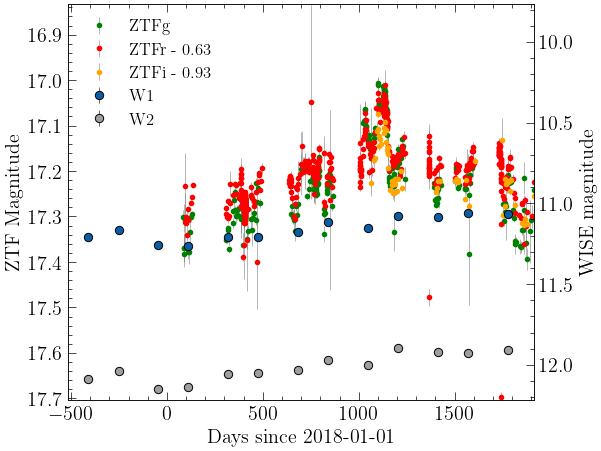 ZTFg
ZTFr - 0.63
ZTFi - 0.93
W1
W2
16.9
17.0
17.1
17.2
17.3
17.4
17.5
17.6
17.7
ZTF Magnitude
10.0
10.5
11.0
11.5
12.0
WISE magnitude
−500
0
500
1000
1500
Days since 2018-01-01